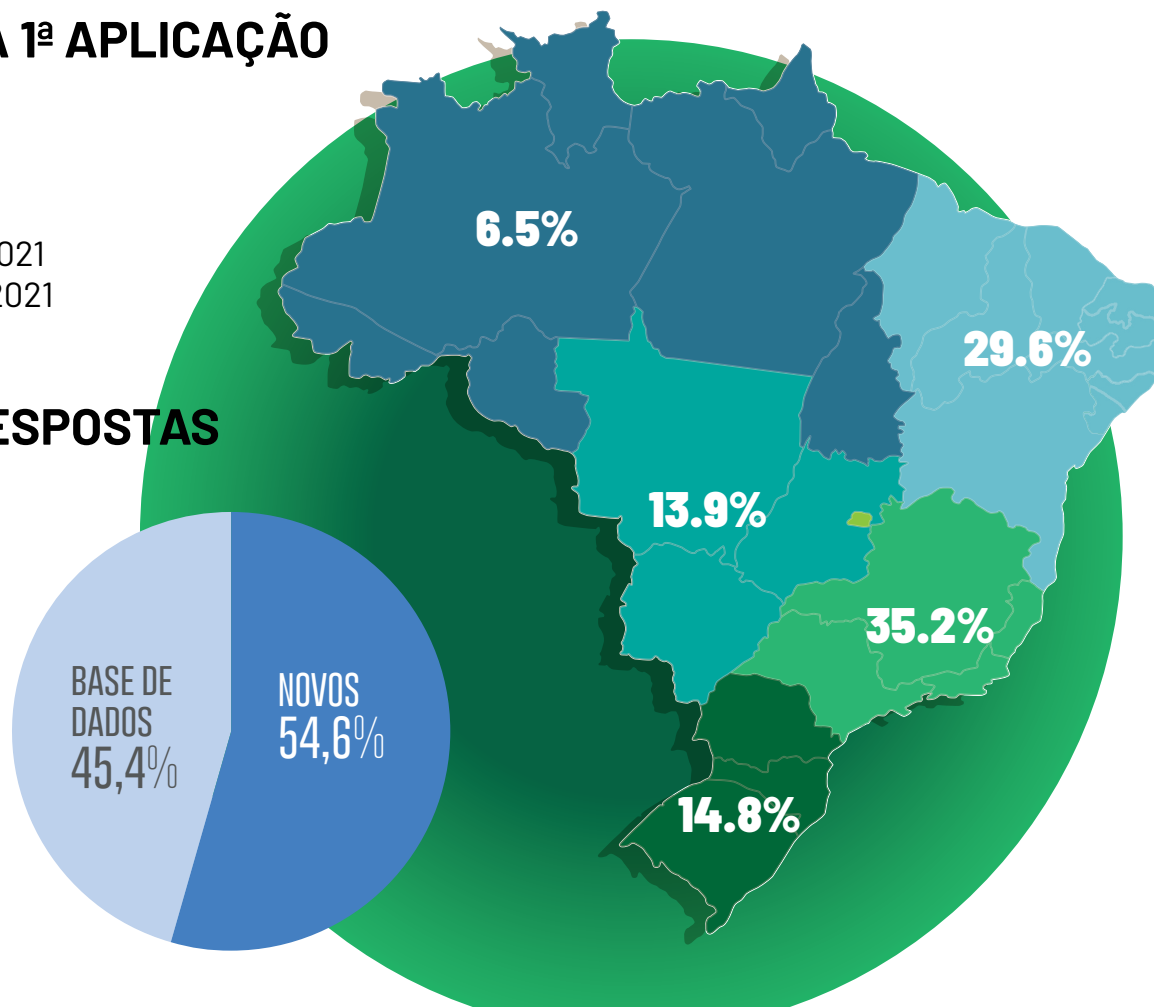 A 1ª APLICAÇÃO
2021
ESPOSTAS
BASE DE
DADOS
45,4%
NOVOS
54,6%
6.5%
29.6%
13.9%
35.2%
14.8%